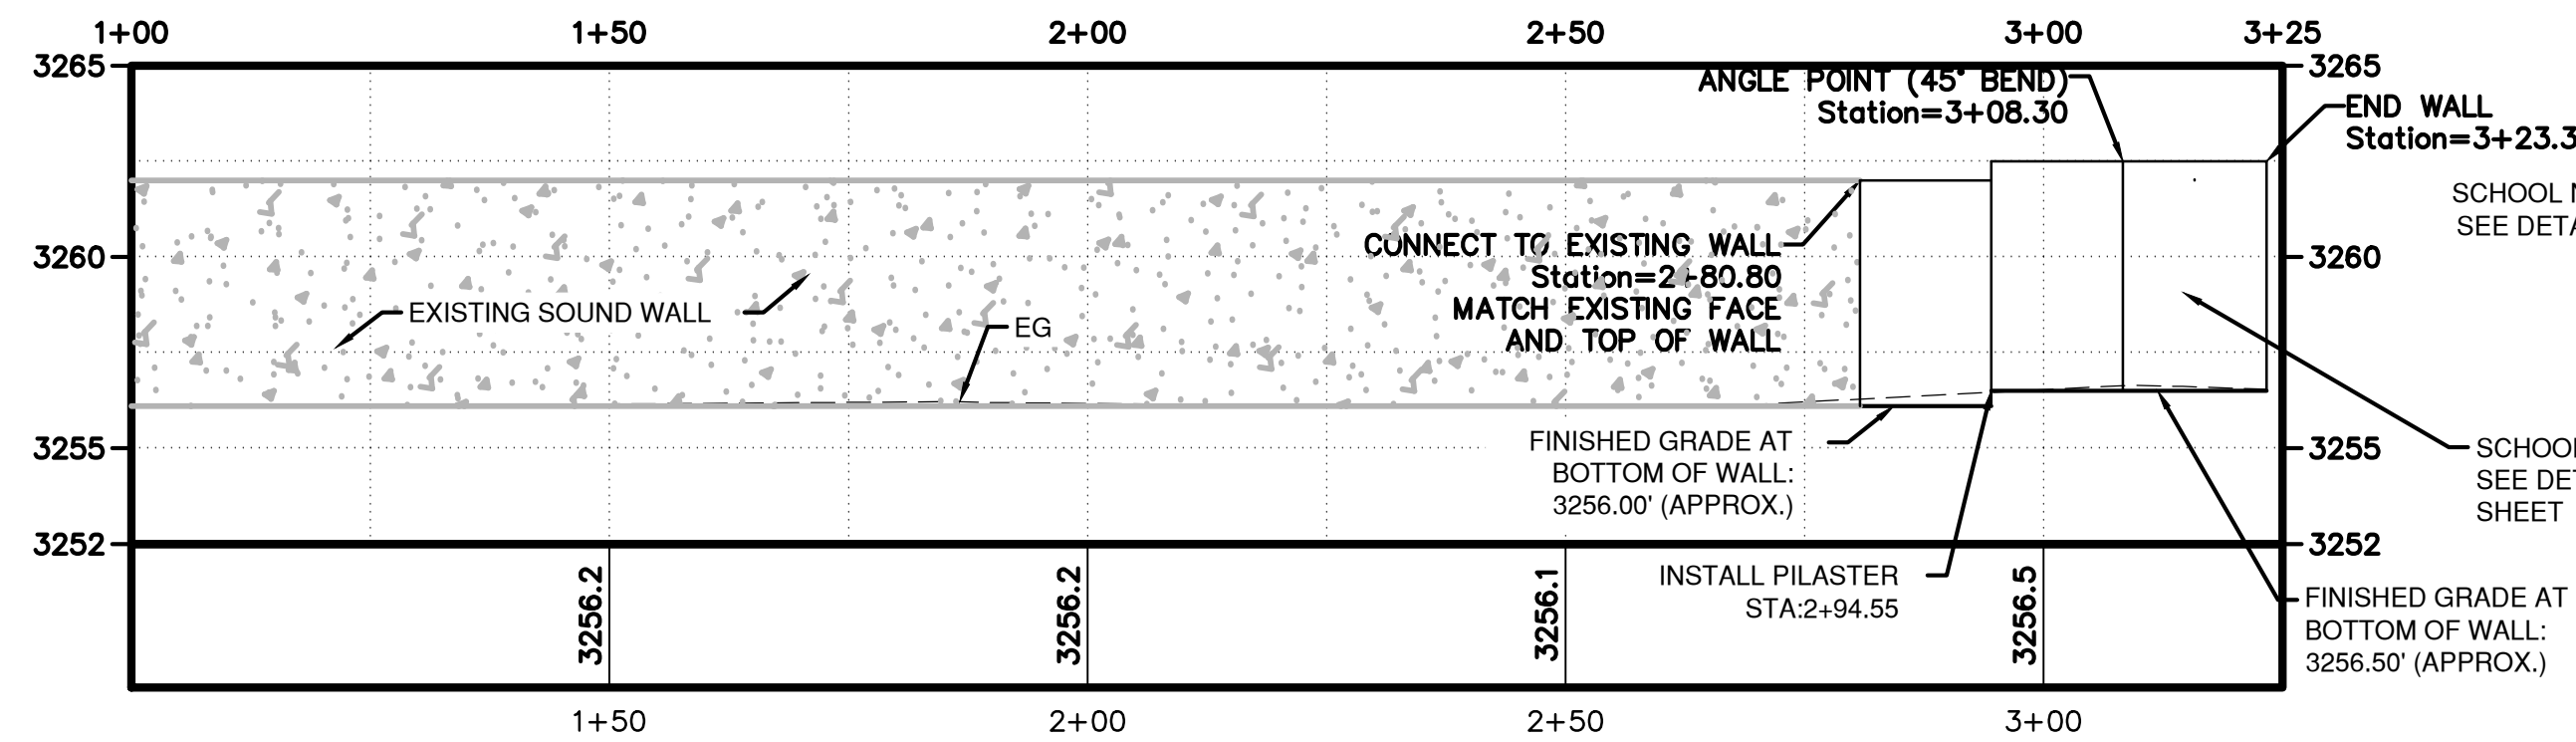 1+00 1+50 2+00 2+50 3+00 3+25
3265
3260
3255
3252
ANGLE POINT (45° BEND)
Station=3+08.30
3265
END WALL
Station=3+23.3
SCHOOL
SEE
3260
CONNECT TO EXISTING WALL
Station=2+80.80
MATCH EXISTING FACE
AND TOP OF WALL
EXISTING SOUND WALL
EG
FINISHED GRADE AT
BOTTOM OF WALL:
3256.00' (APPROX.)
3255
SEE
SHEET
3252
INSTALL PILASTER
STA:2+94.55
FINISHED GRADE AT
BOTTOM OF WALL:
3256.50' (APPROX.)
3256.2
3256.2
3256.1
3256.5
1+50 2+00 2+50 3+00